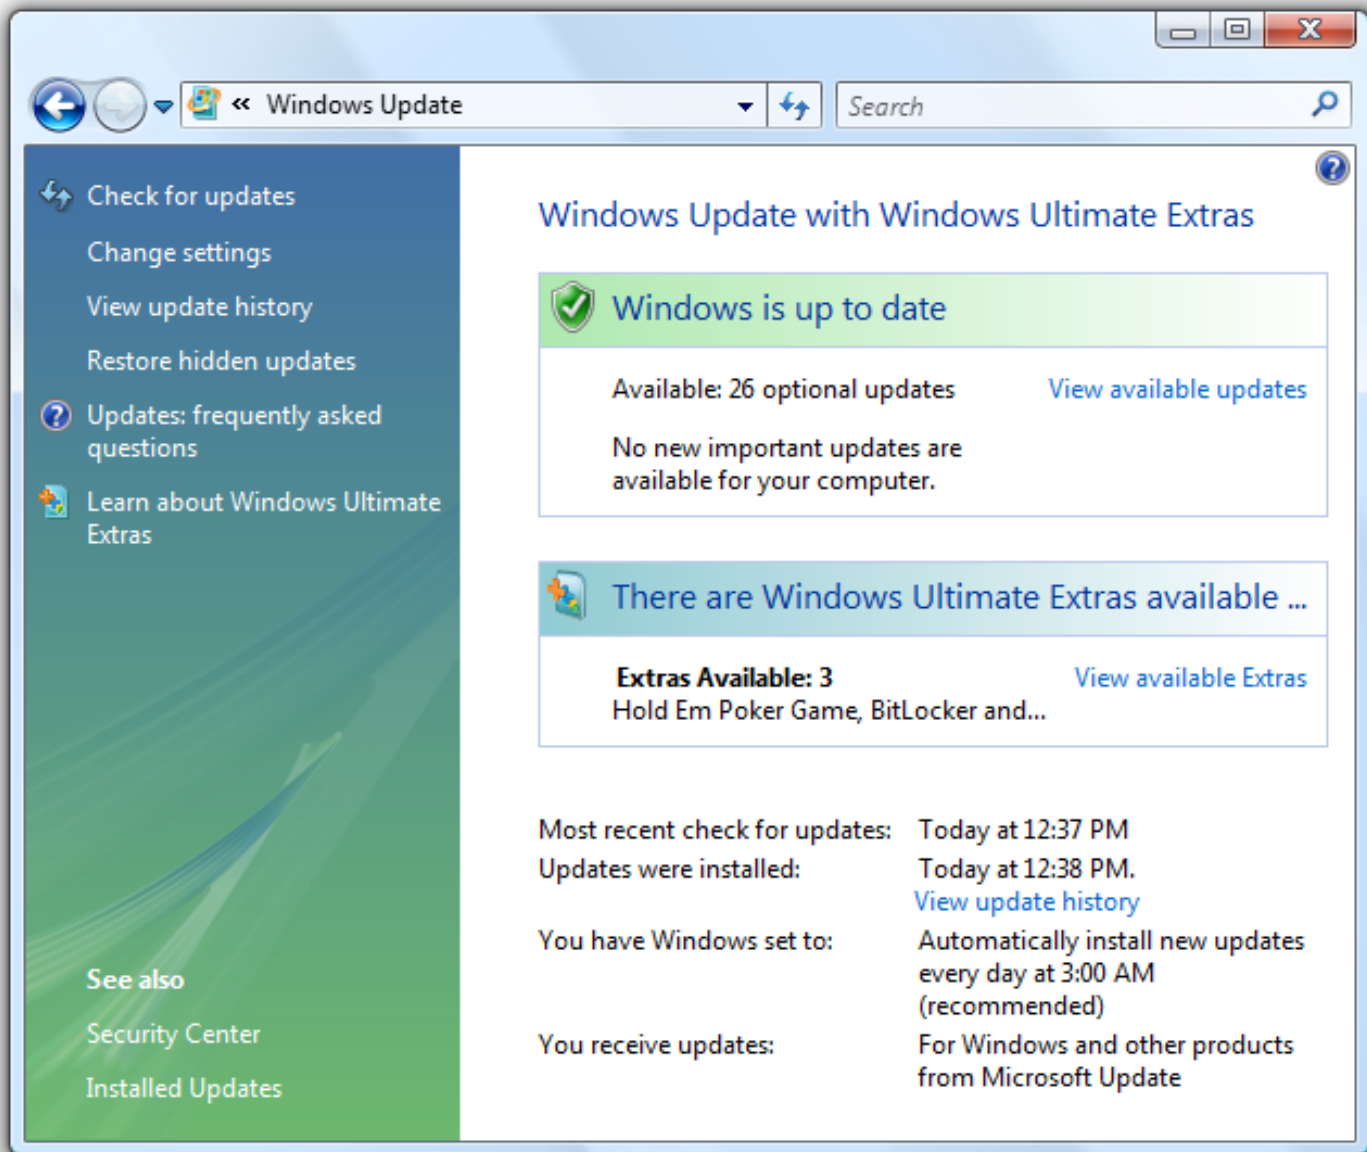 « Windows Update
Search
Check for updates
Change settings
View update history
Restore hidden updates
Updates: frequently asked
questions
Learn about Windows Ultimate
Extras
See also
Security Center
Installed Updates
Windows Update with Windows Ultimate Extras
Windows is up to date
Available: 26 optional updates View available updates
No new important updates are
available for your computer.
There are Windows Ultimate Extras available ...
Extras Available: 3 View available Extras
Hold Em Poker Game, BitLocker and...
Most recent check for updates: Today at 12:37 PM
Updates were installed: Today at 12:38 PM.
View update history
You have Windows set to: Automatically install new updates
every day at 3:00 AM
(recommended)
You receive updates: For Windows and other products
from Microsoft Update